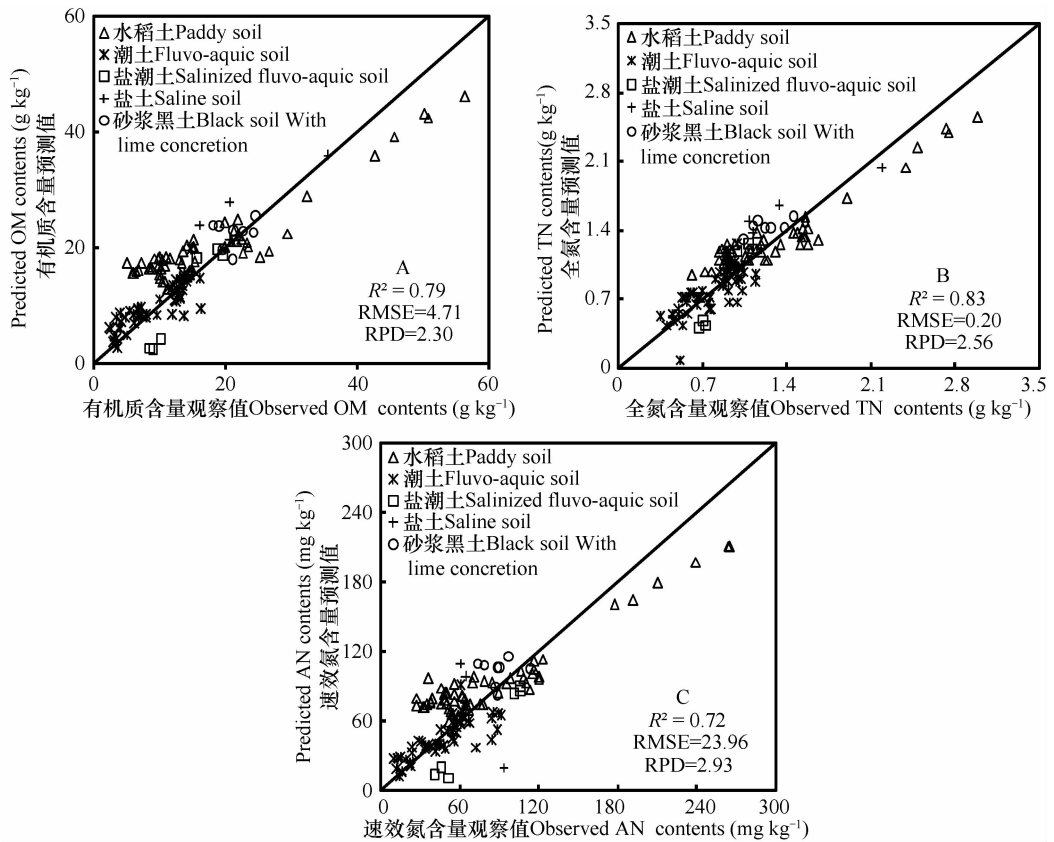 60
40
20
0
0
20
40
60
Predicted OM contents (g kg⁻¹)
有机质含量预测值
水稻土Paddy soil
潮土Fluvo-aquic soil
盐潮土Salinized fluvo-aquic soil
盐土Saline soil
砂浆黑土Black soil With
lime concretion
A
R² = 0.79
RMSE=4.71
RPD=2.30
有机质含量观察值Observed OM contents (g kg⁻¹)
3.5
2.8
2.1
1.4
0.7
0
0
0.7
1.4
2.1
2.8
3.5
Predicted TN contents(g kg⁻¹)
全氮含量预测值
水稻土Paddy soil
潮土Fluvo-aquic soil
盐潮土Salinized fluvo-aquic soil
盐土Saline soil
砂浆黑土Black soil With
lime concretion
B
R² = 0.83
RMSE=0.20
RPD=2.56
全氮含量观察值Observed TN contents (g kg⁻¹)
300
240
180
120
60
0
0
60
120
180
240
300
Predicted AN contents (mg kg⁻¹)
速效氮含量预测值
水稻土Paddy soil
潮土Fluvo-aquic soil
盐潮土Salinized fluvo-aquic soil
盐土Saline soil
砂浆黑土Black soil With
lime concretion
C
R² = 0.72
RMSE=23.96
RPD=2.93
速效氮含量观察值Observed AN contents (mg kg⁻¹)